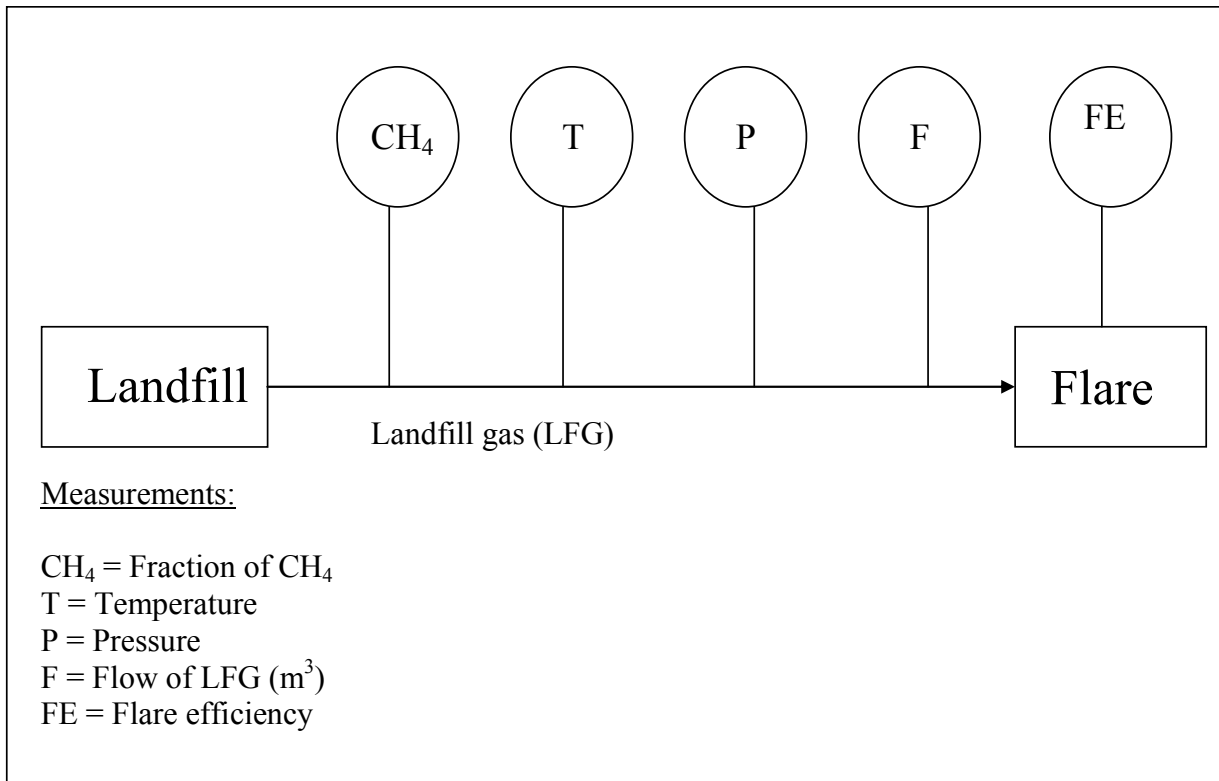 CH₄ T P F FE
Landfill Flare
Landfill gas (LFG)
Measurements:
CH₄ = Fraction of CH₄
T = Temperature
P = Pressure
F = Flow of LFG (m³)
FE = Flare efficiency